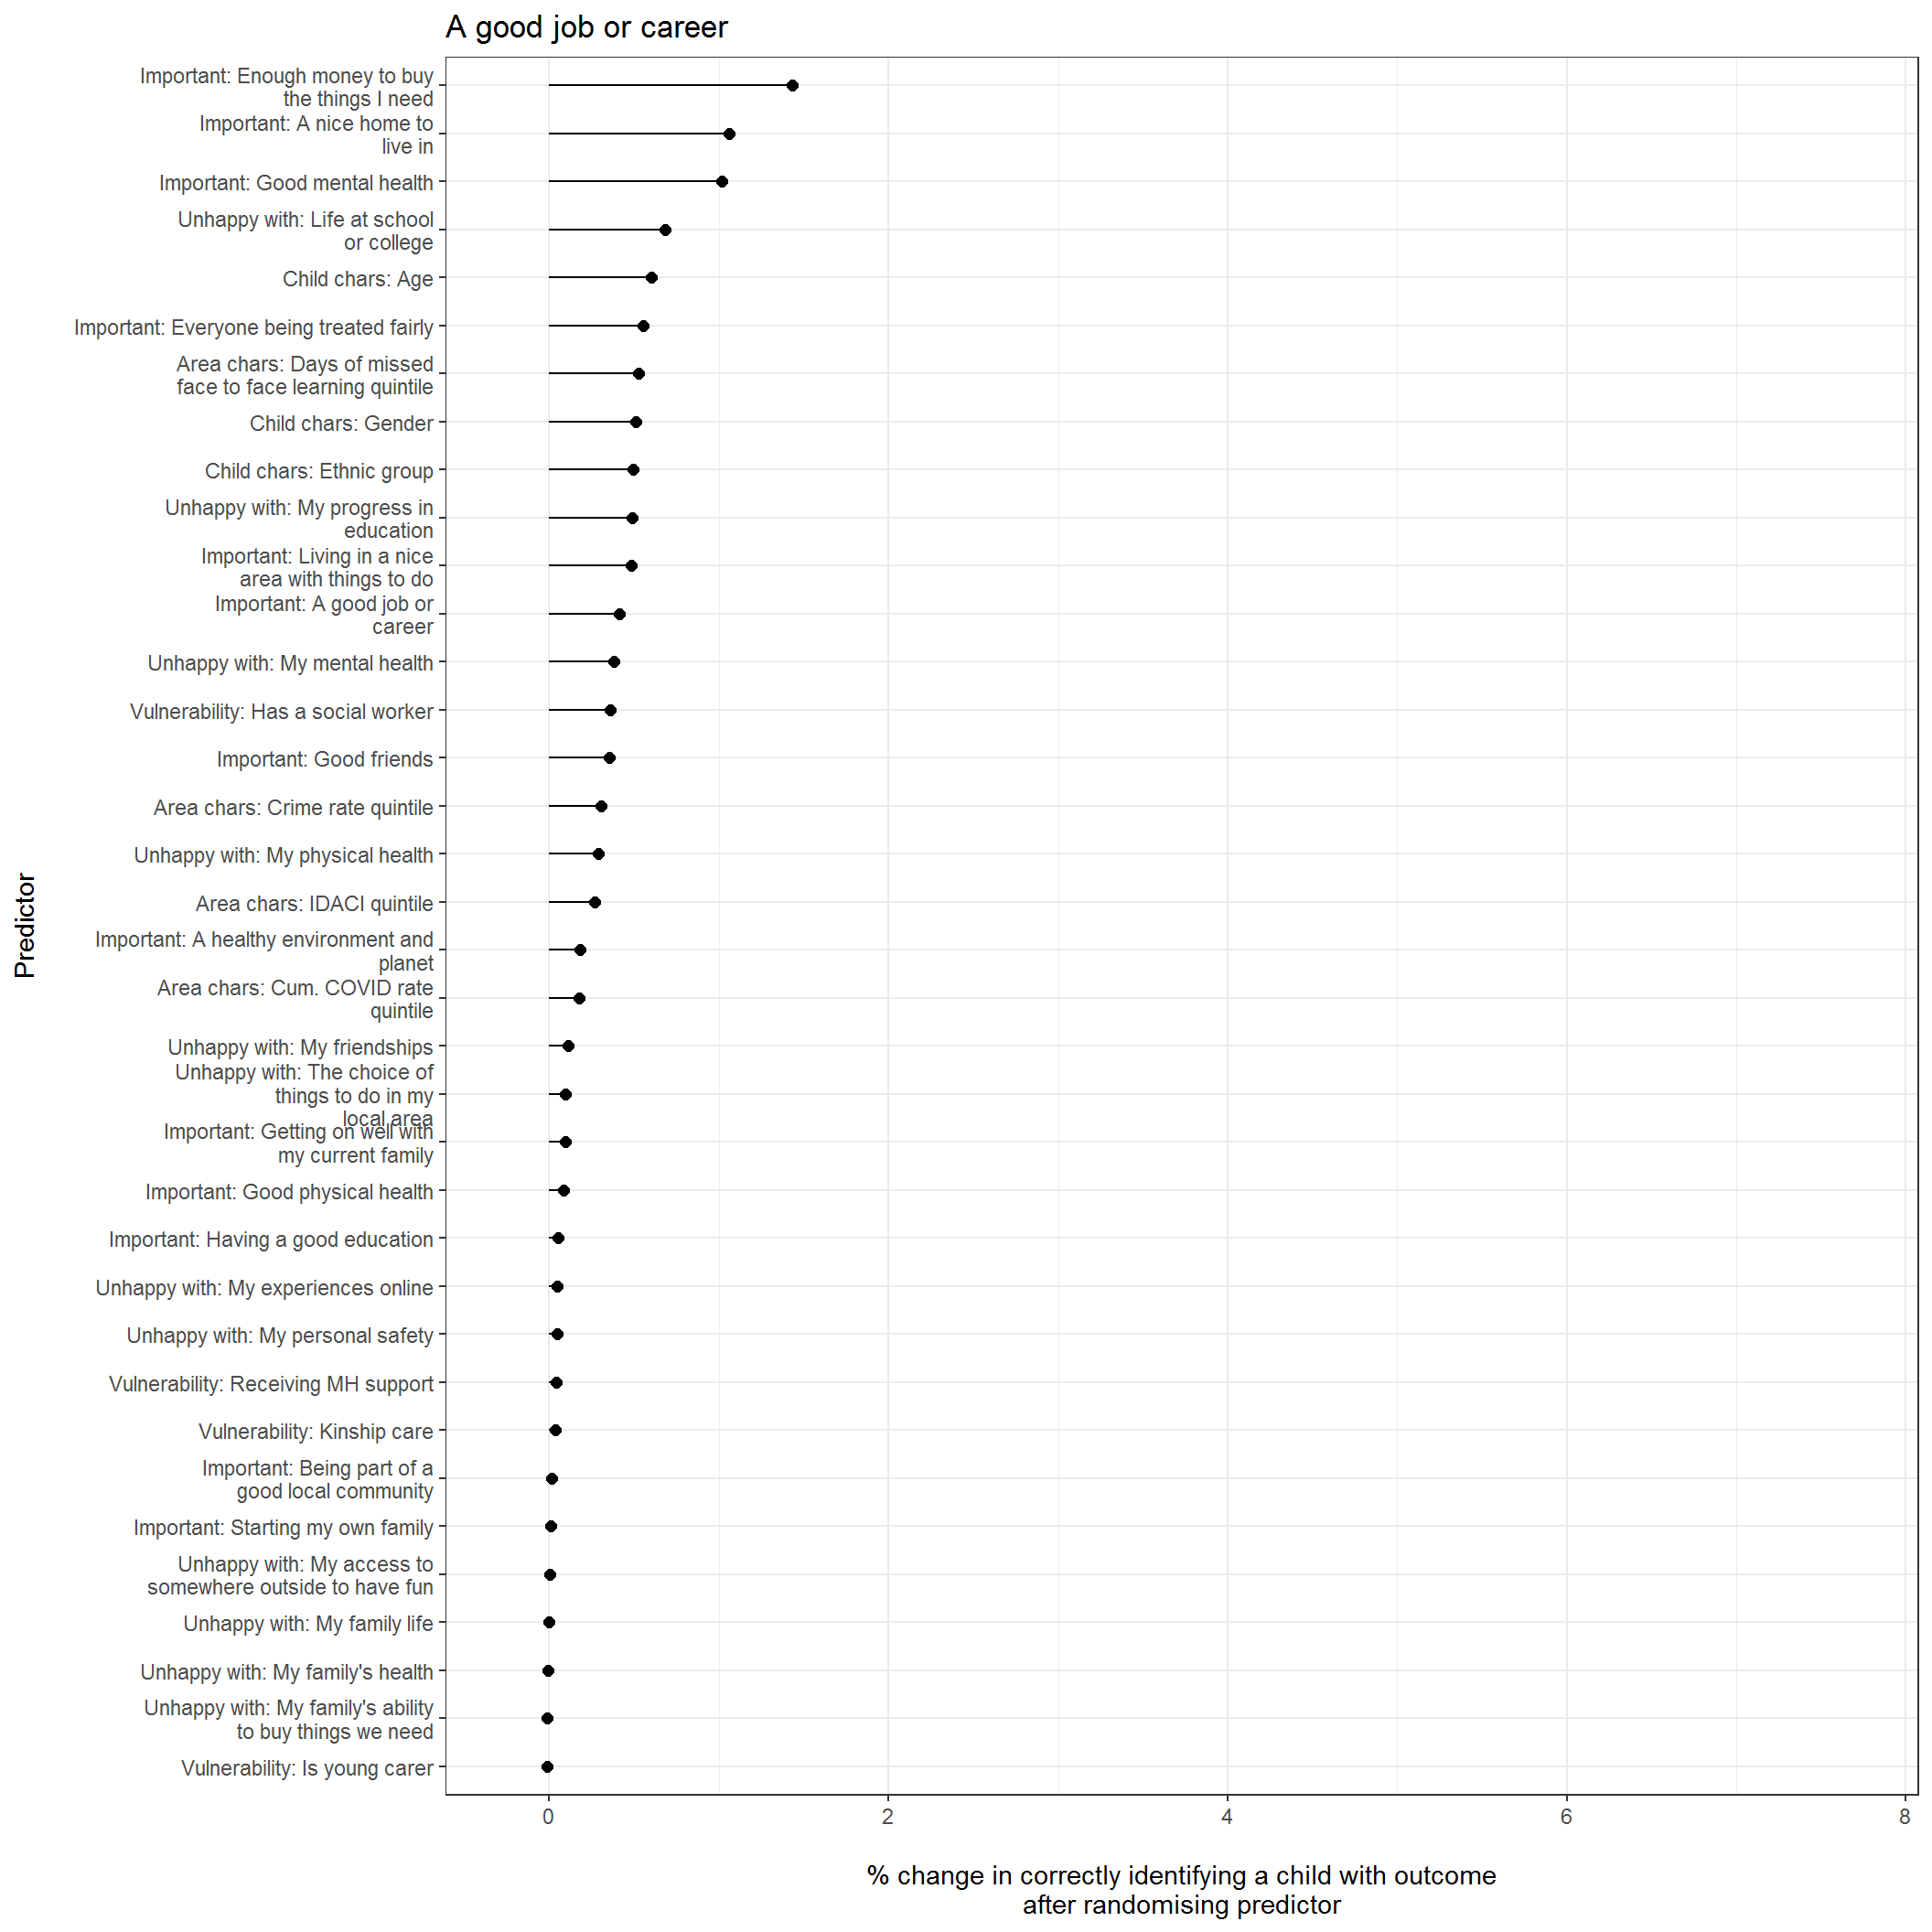 A good job or career
Important: Enough money to buy
the things I need
Important: A nice home to
live in
Important: Good mental health
Unhappy with: Life at school
or college
Child chars: Age
Important: Everyone being treated fairly
Area chars: Days of missed
face to face learning quintile
Child chars: Gender
Child chars: Ethnic group
Unhappy with: My progress in
education
Important: Living in a nice
area with things to do
Important: A good job or
career
Unhappy with: My mental health
Vulnerability: Has a social worker
Important: Good friends
Area chars: Crime rate quintile
Unhappy with: My physical health
Area chars: IDACI quintile
Important: A healthy environment and
planet
Area chars: Cum. COVID rate
quintile
Unhappy with: My friendships
Unhappy with: The choice of
things to do in my
local area
Important: Getting on well with
my current family
Important: Good physical health
Important: Having a good education
Unhappy with: My experiences online
Unhappy with: My personal safety
Vulnerability: Receiving MH support
Vulnerability: Kinship care
Important: Being part of a
good local community
Important: Starting my own family
Unhappy with: My access to
somewhere outside to have fun
Unhappy with: My family life
Unhappy with: My family's health
Unhappy with: My family's ability
to buy things we need
Vulnerability: Is young carer
Predictor
0 2 4 6 8
% change in correctly identifying a child with outcome
after randomising predictor